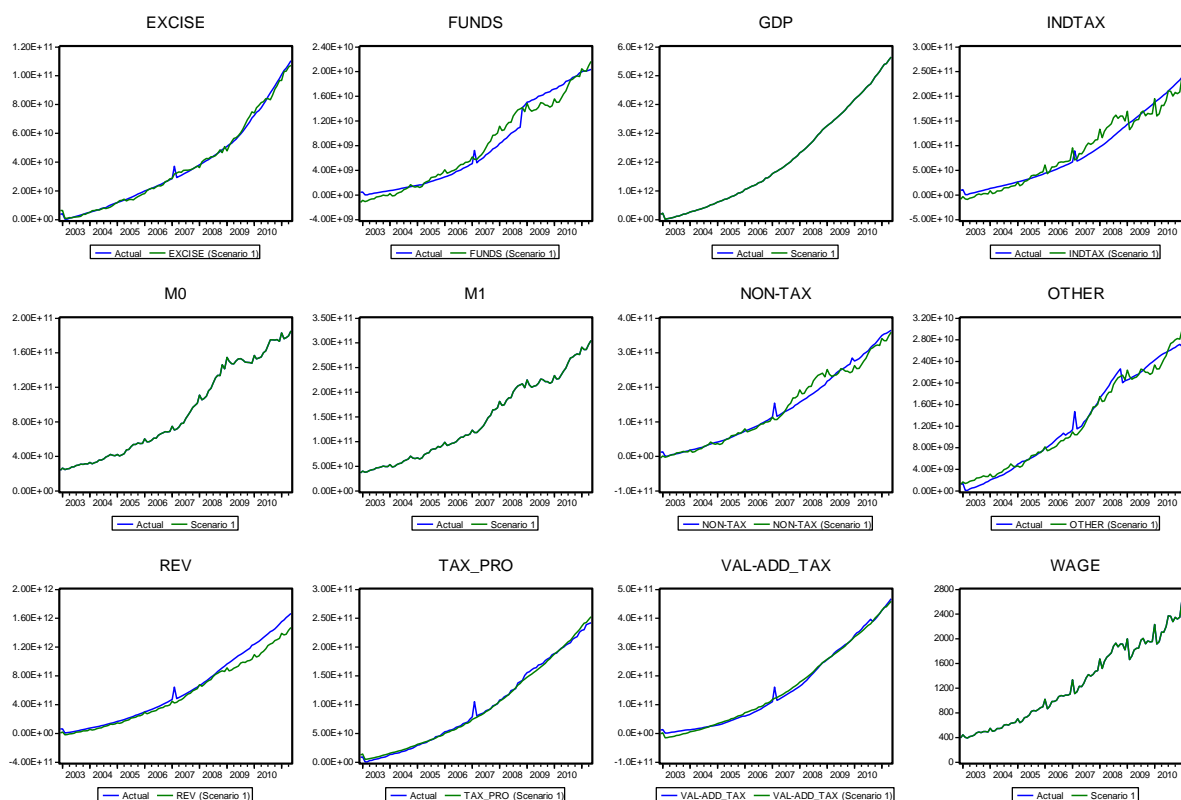 EXCISE
1.20E+11
1.00E+11
8.00E+10
6.00E+10
4.00E+10
2.00E+10
0.00E+00
2003 2004 2005 2006 2007 2008 2009 2010
Actual EXCISE (Scenario 1)
FUNDS
2.40E+10
2.00E+10
1.60E+10
1.20E+10
8.00E+09
4.00E+09
0.00E+00
-4.00E+09
2003 2004 2005 2006 2007 2008 2009 2010
Actual FUNDS (Scenario 1)
GDP
6.0E+12
5.0E+12
4.0E+12
3.0E+12
2.0E+12
1.0E+12
0.0E+00
2003 2004 2005 2006 2007 2008 2009 2010
Actual Scenario 1
INDTAX
3.00E+11
2.50E+11
2.00E+11
1.50E+11
1.00E+11
5.00E+10
0.00E+00
-5.00E+10
2003 2004 2005 2006 2007 2008 2009 2010
Actual INDTAX (Scenario 1)
M0
2.00E+11
1.60E+11
1.20E+11
8.00E+10
4.00E+10
0.00E+00
2003 2004 2005 2006 2007 2008 2009 2010
Actual Scenario 1
M1
3.50E+11
3.00E+11
2.50E+11
2.00E+11
1.50E+11
1.00E+11
5.00E+10
0.00E+00
2003 2004 2005 2006 2007 2008 2009 2010
Actual Scenario 1
NON-TAX
4.0E+11
3.0E+11
2.0E+11
1.0E+11
0.0E+00
-1.0E+11
2003 2004 2005 2006 2007 2008 2009 2010
NON-TAX NON-TAX (Scenario 1)
OTHER
3.20E+10
2.80E+10
2.40E+10
2.00E+10
1.60E+10
1.20E+10
8.00E+09
4.00E+09
0.00E+00
2003 2004 2005 2006 2007 2008 2009 2010
Actual OTHER (Scenario 1)
REV
2.00E+12
1.60E+12
1.20E+12
8.00E+11
4.00E+11
0.00E+00
-4.00E+11
2003 2004 2005 2006 2007 2008 2009 2010
Actual REV (Scenario 1)
TAX_PRO
3.00E+11
2.50E+11
2.00E+11
1.50E+11
1.00E+11
5.00E+10
0.00E+00
2003 2004 2005 2006 2007 2008 2009 2010
Actual TAX_PRO (Scenario 1)
VAL-ADD_TAX
5.0E+11
4.0E+11
3.0E+11
2.0E+11
1.0E+11
0.0E+00
-1.0E+11
2003 2004 2005 2006 2007 2008 2009 2010
VAL-ADD_TAX VAL-ADD_TAX (Scenario 1)
WAGE
2800
2400
2000
1600
1200
800
400
0
2003 2004 2005 2006 2007 2008 2009 2010
Actual Scenario 1